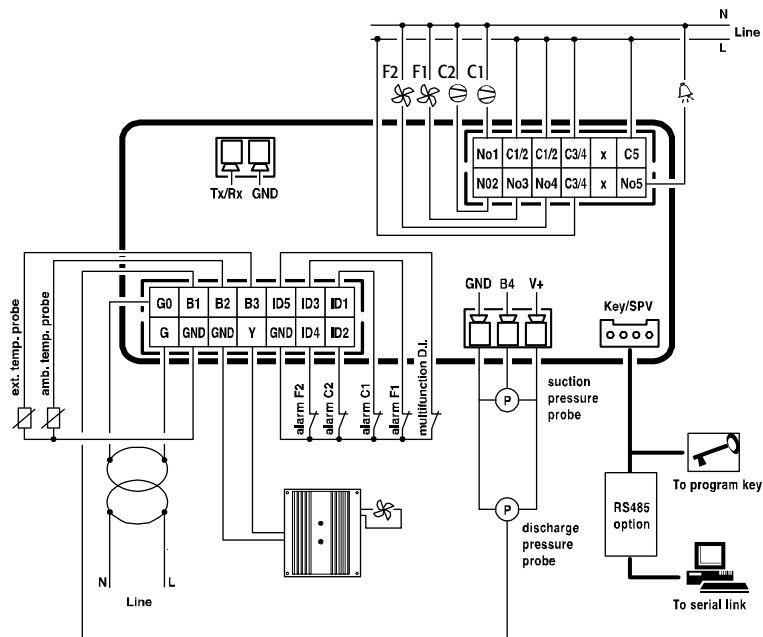 N
Line
L
F2 F1 C2 C1
No1 C1/2 C1/2 C3/4 x C5
N02 No3 No4 C3/4 x No5
Tx/Rx GND
G0 B1 B2 B3 ID5 ID3 ID1
G GND GND Y GND ID4 ID2
GND B4 V+
Key/SPV
ext. temp. probe
amb. temp. probe
alarm F2
alarm C2
alarm C1
alarm F1
multifunction D.I.
P
suction
pressure
probe
To program key
RS485
option
P
discharge
pressure
probe
N L
Line
To serial link